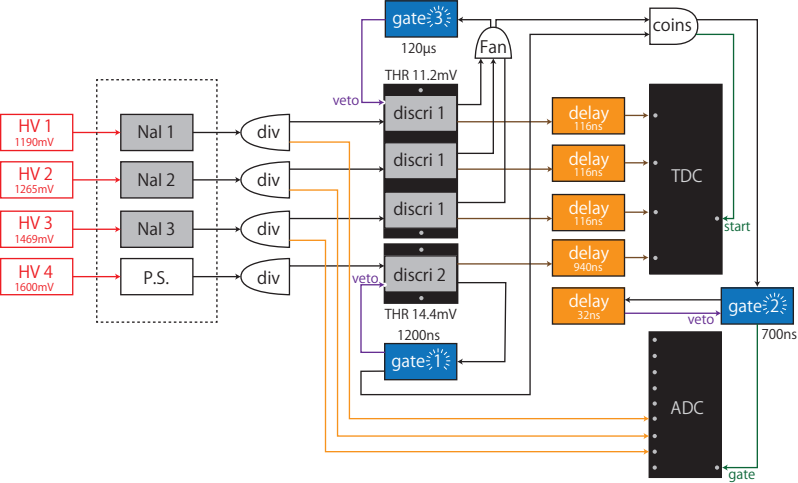 gate 3
120μs
Fan
coins
THR 11.2mV
veto
HV 1
1190mV
NaI 1
div
discri 1
delay
116ns
TDC
HV 2
1265mV
NaI 2
div
discri 1
delay
116ns
HV 3
1469mV
NaI 3
div
discri 1
delay
116ns
start
HV 4
1600mV
P.S.
div
veto
discri 2
delay
940ns
THR 14.4mV
delay
32ns
veto
gate 2
700ns
1200ns
gate 1
ADC
gate